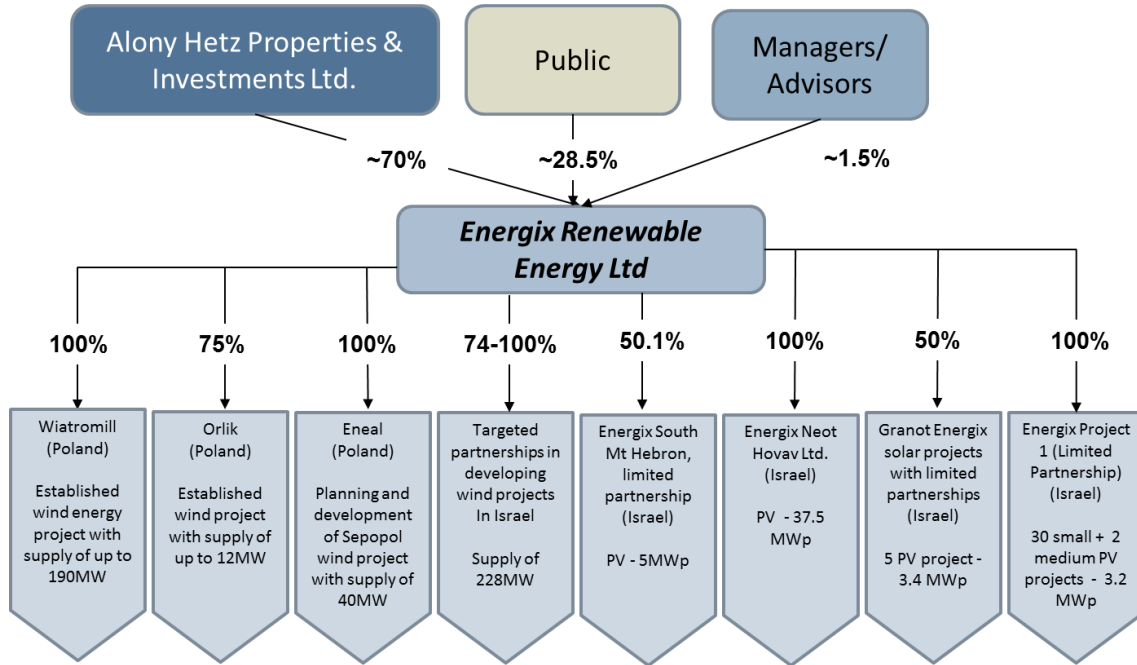 Alony Hetz Properties &
Investments Ltd.
Public
Managers/
Advisors
~70%
~28.5%
~1.5%
Energix Renewable
Energy Ltd
100%
75%
100%
74-100%
50.1%
100%
50%
100%
Wiatromill
(Poland)
Established
wind energy
project with
supply of up to
190MW
Orlik
(Poland)
Established
wind project
with supply of
up to 12MW
Eneal
(Poland)
Planning and
development
of Sepopol
wind project
with supply of
40MW
Targeted
partnerships in
developing
wind projects
In Israel
Supply of
228MW
Energix South
Mt Hebron,
limited
partnership
(Israel)
PV - 5MWp
Energix Neot
Hovav Ltd.
(Israel)
PV - 37.5
MWp
Granot Energix
solar projects
with limited
partnerships
(Israel)
5 PV project -
3.4 MWp
Energix Project
1 (Limited
Partnership)
(Israel)
30 small + 2
medium PV
projects - 3.2
MWp